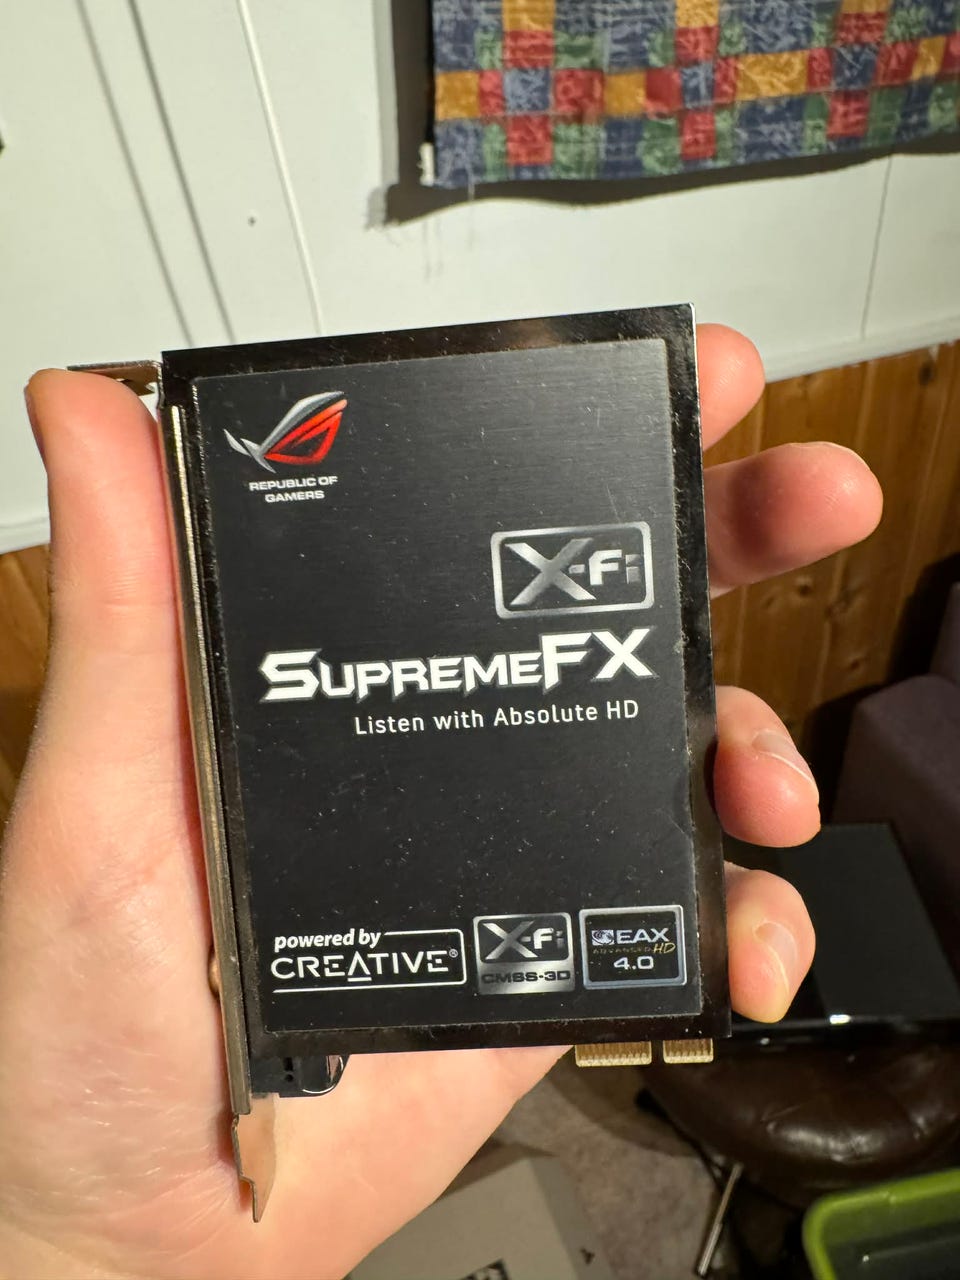 REPUBLIC OF
GAMERS
X-Fi
SUPREMEFX
Listen with Absolute HD
powered by
CREATIVE®
X-Fi
CMSS-3D
EAX
ADVANCED HD
4.0